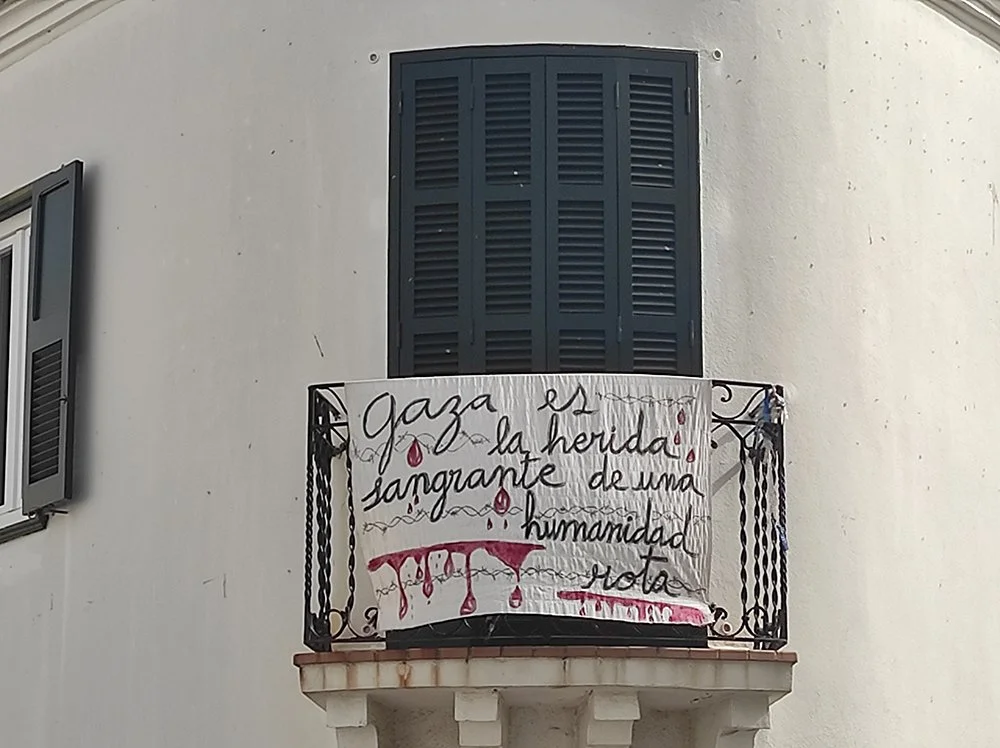 Gaza es
la herida
sangrante de una
humanidad
rota